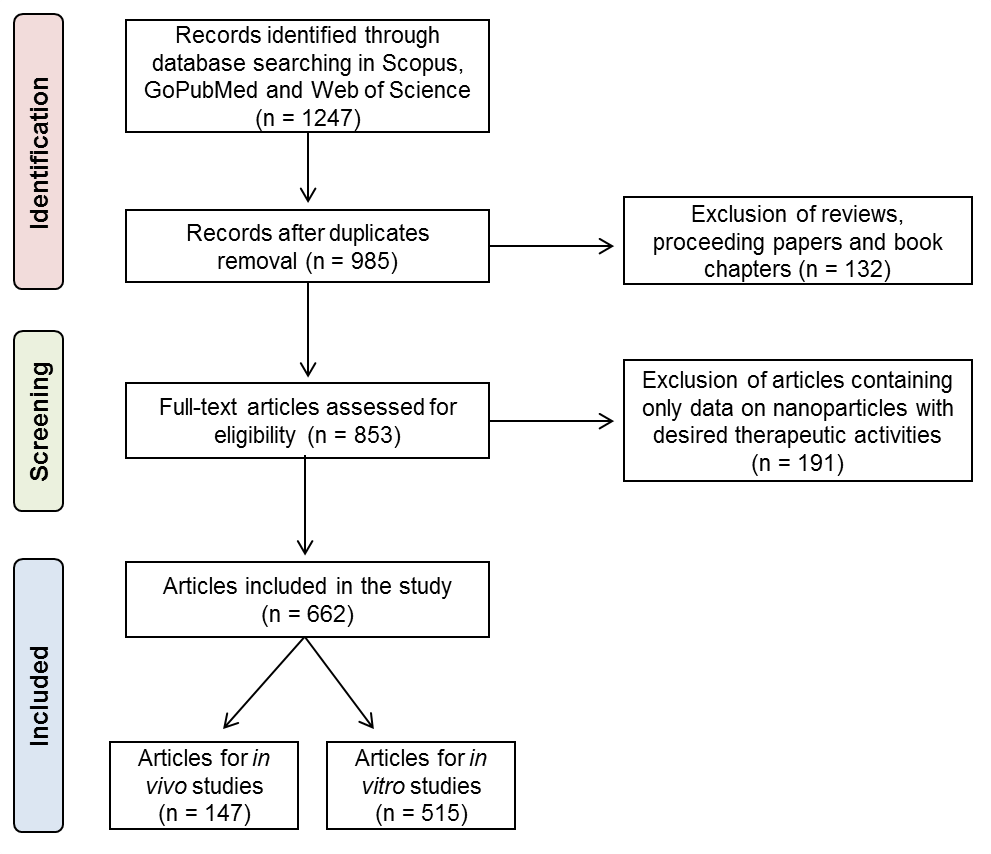 Identification
Records identified through
database searching in Scopus,
GoPubMed and Web of Science
(n = 1247)
Records after duplicates
removal (n = 985)
Exclusion of reviews,
proceeding papers and book
chapters (n = 132)
Screening
Full-text articles assessed for
eligibility (n = 853)
Exclusion of articles containing
only data on nanoparticles with
desired therapeutic activities
(n = 191)
Included
Articles included in the study
(n = 662)
Articles for in
vivo studies
(n = 147)
Articles for in
vitro studies
(n = 515)